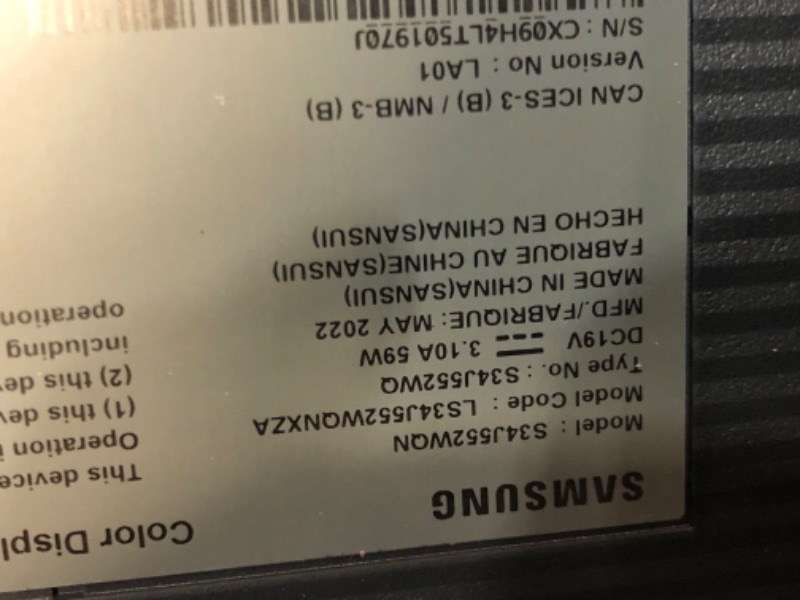 Color Displ
SAMSUNG
Model : S34J552WQN
Model Code : LS34J552WQNXZA
Type No. : S34J552WQ
DC19V 3.10A 59W
MFD./FABRIQUE: MAY 2022
MADE IN CHINA(SANSUI)
FABRIQUE AU CHINE(SANSUI)
HECHO EN CHINA(SANSUI)
CAN ICES-3 (B) / NMB-3 (B)
Version No : LA01
S/N : CX09H4LT501970J
This device
Operation i
(1) this dev
(2) this dev
including
operation